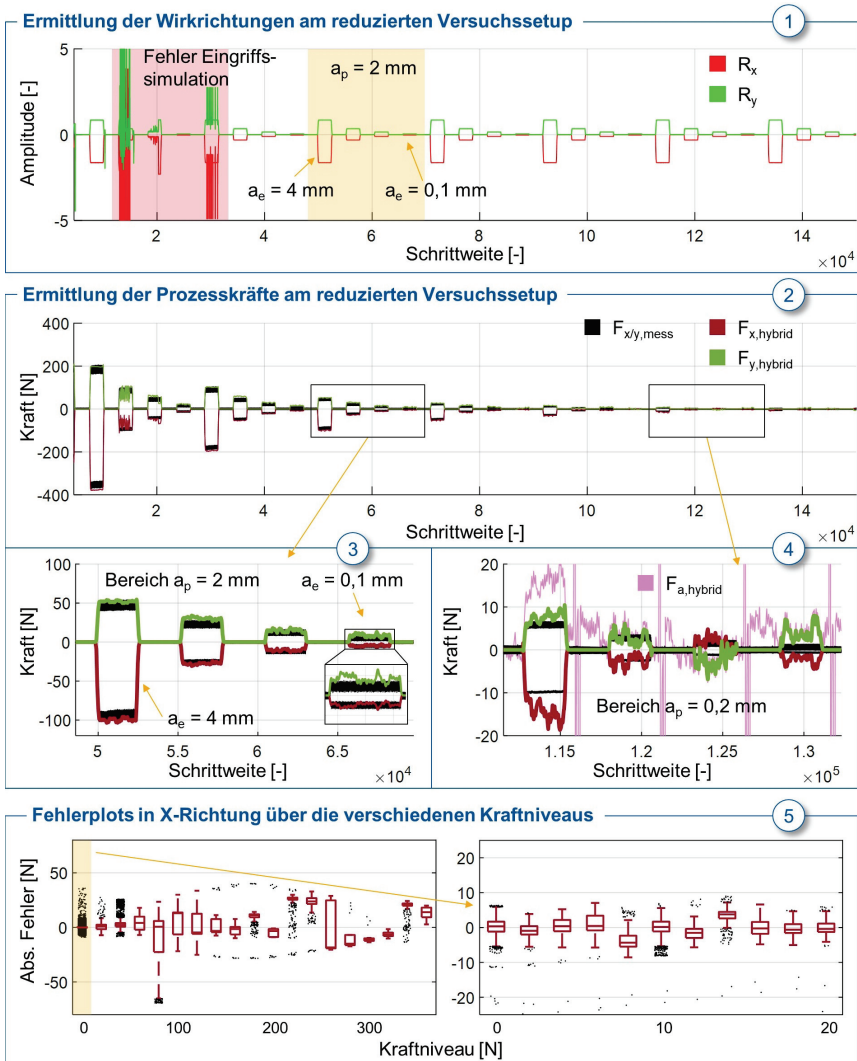 Ermittlung der Wirkrichtungen am reduzierten Versuchssetup
1
Amplitude [-]
5
0
-5
Fehler Eingriffs-
simulation
a_p = 2 mm
R_x
R_y
a_e = 4 mm
a_e = 0,1 mm
2 4 6 8 10 12 14
Schrittweite [-]
×10^4
Ermittlung der Prozesskräfte am reduzierten Versuchssetup
2
Kraft [N]
400
200
0
-200
-400
F_x/y,mess
F_x,hybrid
F_y,hybrid
2 4 6 8 10 12 14
Schrittweite [-]
×10^4
3
Kraft [N]
100
50
0
-50
-100
Bereich a_p = 2 mm
a_e = 0,1 mm
a_e = 4 mm
5 5.5 6 6.5
Schrittweite [-]
×10^4
4
Kraft [N]
20
10
0
-10
-20
F_a,hybrid
Bereich a_p = 0,2 mm
1.15 1.2 1.25 1.3
Schrittweite [-]
×10^5
Fehlerplots in X-Richtung über die verschiedenen Kraftniveaus
5
Abs. Fehler [N]
50
0
-50
0 100 200 300
20
10
0
-10
-20
0 10 20
Kraftniveau [N]